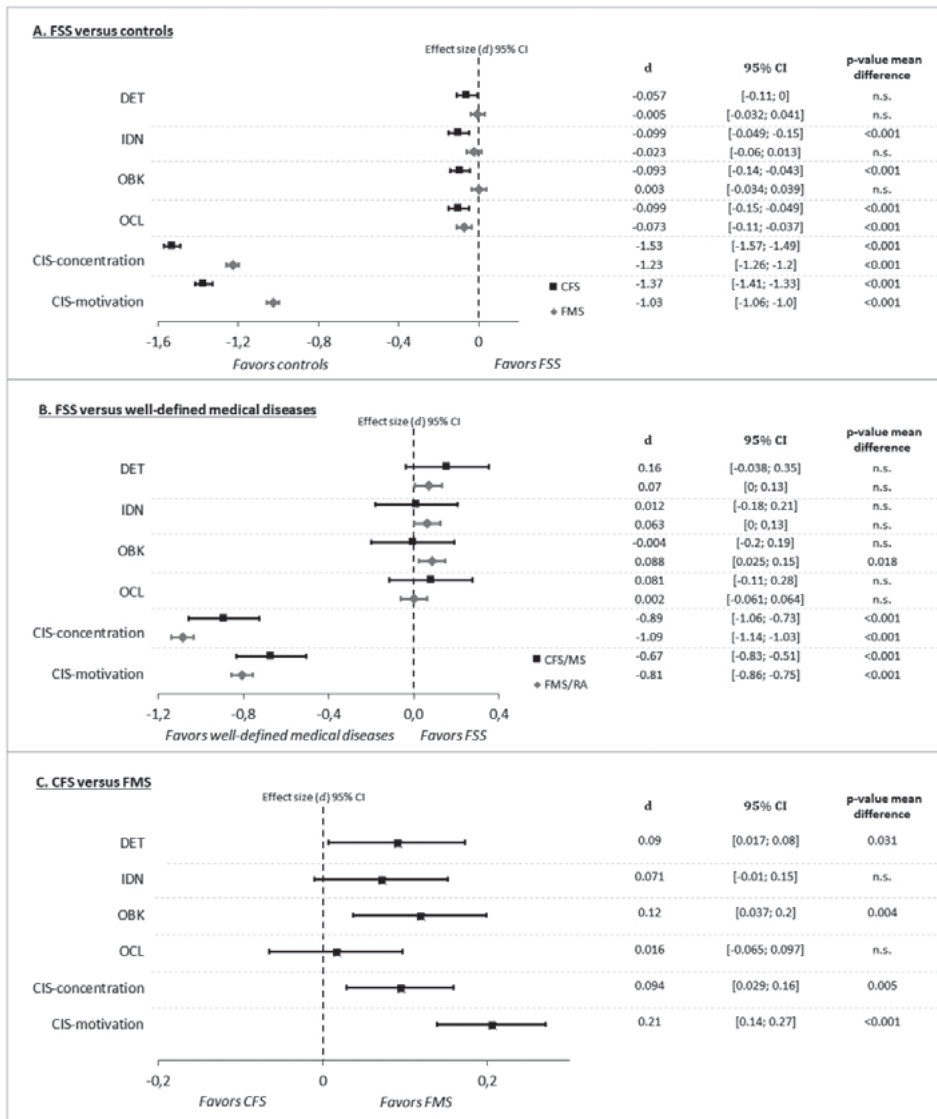 A. FSS versus controls
Effect size (d) 95% CI
d 95% CI p-value mean difference
DET -0.057 [-0.11; 0] n.s.
-0.005 [-0.032; 0.041] n.s.
IDN -0.099 [-0.049; -0.15] <0.001
-0.023 [-0.06; 0.013] n.s.
OBK -0.093 [-0.14; -0.043] <0.001
0.003 [-0.034; 0.039] n.s.
OCL -0.099 [-0.15; -0.049] <0.001
-0.073 [-0.11; -0.037] <0.001
CIS-concentration -1.53 [-1.57; -1.49] <0.001
-1.23 [-1.26; -1.2] <0.001
CIS-motivation -1.37 [-1.41; -1.33] <0.001
-1.03 [-1.06; -1.0] <0.001
CFS
FMS
-1,6 -1,2 -0,8 -0,4 0
Favors controls Favors FSS
B. FSS versus well-defined medical diseases
Effect size (d) 95% CI
d 95% CI p-value mean difference
DET 0.16 [-0.038; 0.35] n.s.
0.07 [0; 0.13] n.s.
IDN 0.012 [-0.18; 0.21] n.s.
0.063 [0; 0,13] n.s.
OBK -0.004 [-0.2; 0.19] n.s.
0.088 [0.025; 0.15] 0.018
OCL 0.081 [-0.11; 0.28] n.s.
0.002 [-0.061; 0.064] n.s.
CIS-concentration -0.89 [-1.06; -0.73] <0.001
-1.09 [-1.14; -1.03] <0.001
CIS-motivation -0.67 [-0.83; -0.51] <0.001
-0.81 [-0.86; -0.75] <0.001
CFS/MS
FMS/RA
-1,2 -0,8 -0,4 0,0 0,4
Favors well-defined medical diseases Favors FSS
C. CFS versus FMS
Effect size (d) 95% CI
d 95% CI p-value mean difference
DET 0.09 [0.017; 0.08] 0.031
IDN 0.071 [-0.01; 0.15] n.s.
OBK 0.12 [0.037; 0.2] 0.004
OCL 0.016 [-0.065; 0.097] n.s.
CIS-concentration 0.094 [0.029; 0.16] 0.005
CIS-motivation 0.21 [0.14; 0.27] <0.001
-0,2 0 0,2
Favors CFS Favors FMS